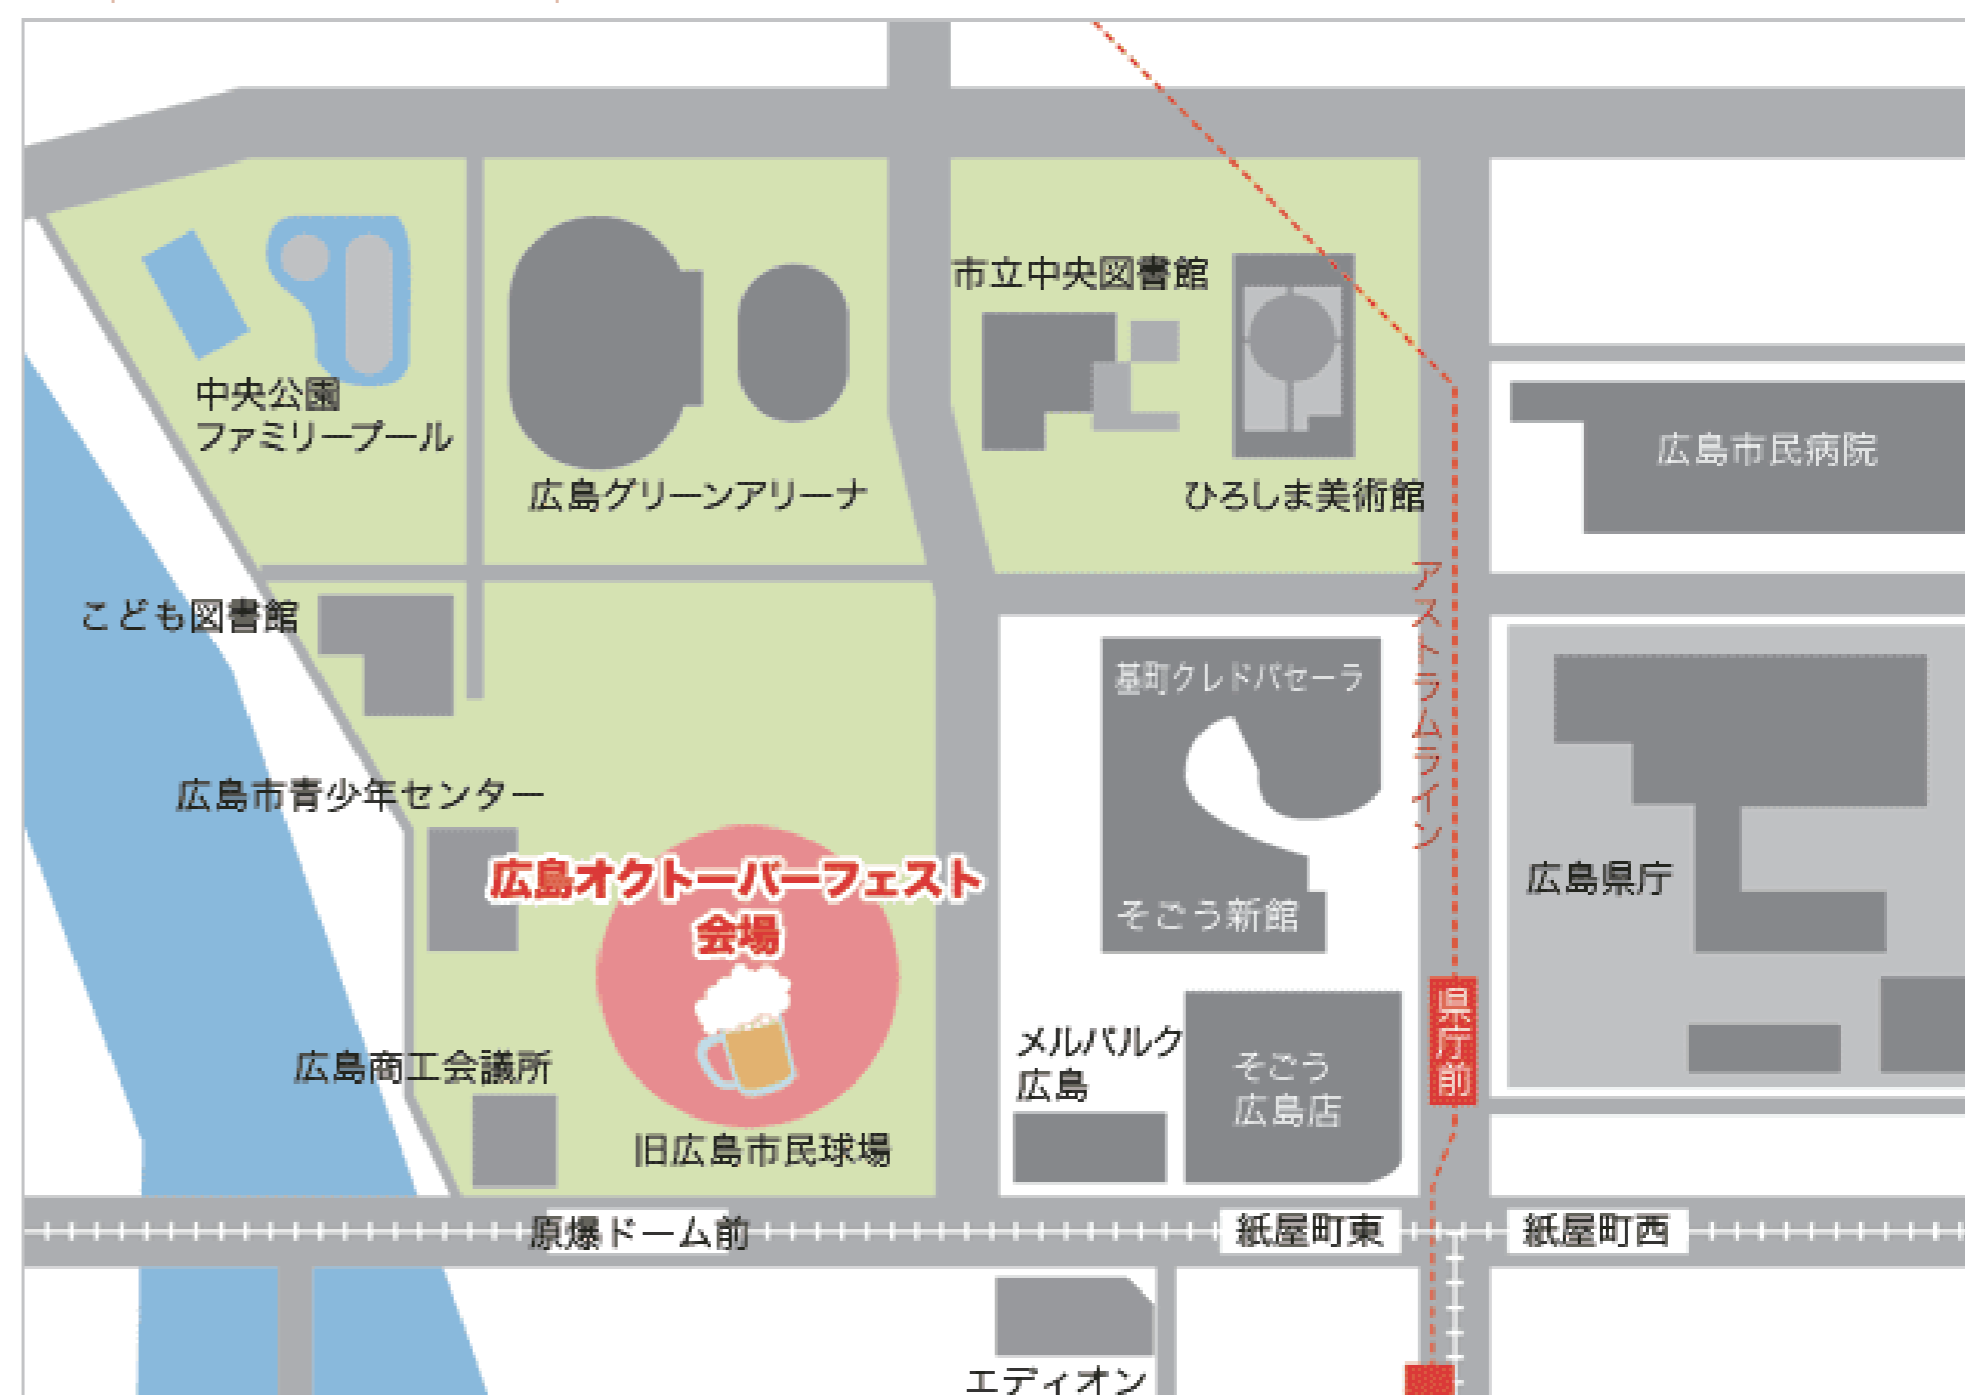 市立中央図書館
中央公園
ファミリープール
広島グリーンアリーナ
ひろしま美術館
広島市民病院
アストラムライン
こども図書館
基町クレドパセーラ
広島市青少年センター
広島オクトーバーフェスト
会場
そごう新館
広島県庁
県庁前
メルパルク
広島
そごう
広島店
広島商工会議所
旧広島市民球場
原爆ドーム前
紙屋町東
紙屋町西
エディオン